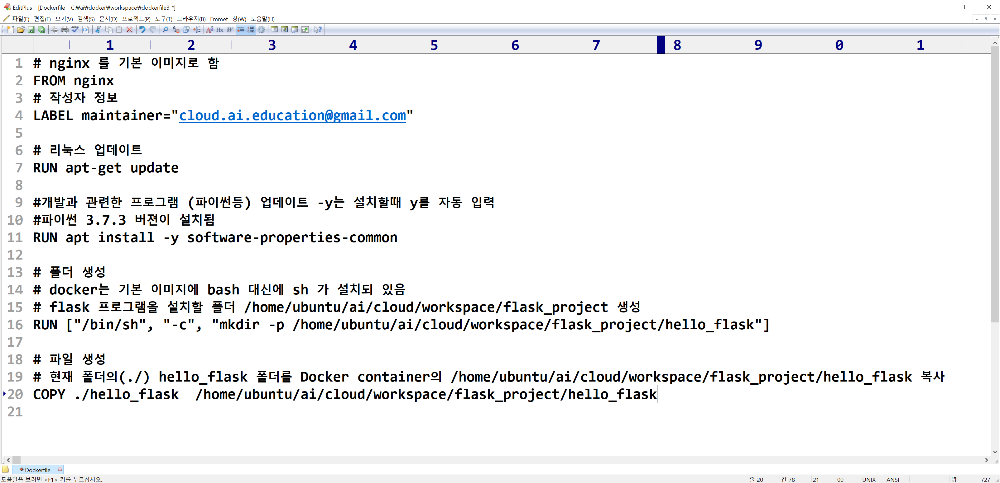 EditPlus - [Dockerfile - C:₩ai₩docker₩workspace₩dockerfile3 *]
파일(F) 편집(E) 보기(V) 검색(S) 문서(D) 프로젝트(P) 도구(T) 브라우저(B) Emmet 창(W) 도움말(H)
1 2 3 4 5 6 7 8 9 0 1
1 # nginx 를 기본 이미지로 함
2 FROM nginx
3 # 작성자 정보
4 LABEL maintainer="cloud.ai.education@gmail.com"
5
6 # 리눅스 업데이트
7 RUN apt-get update
8
9 #개발과 관련한 프로그램 (파이썬등) 업데이트 -y는 설치할때 y를 자동 입력
10 #파이썬 3.7.3 버젼이 설치됨
11 RUN apt install -y software-properties-common
12
13 # 폴더 생성
14 # docker는 기본 이미지에 bash 대신에 sh 가 설치되 있음
15 # flask 프로그램을 설치할 폴더 /home/ubuntu/ai/cloud/workspace/flask_project 생성
16 RUN ["/bin/sh", "-c", "mkdir -p /home/ubuntu/ai/cloud/workspace/flask_project/hello_flask"]
17
18 # 파일 생성
19 # 현재 폴더의(./) hello_flask 폴더를 Docker container의 /home/ubuntu/ai/cloud/workspace/flask_project/hello_flask 복사
20 COPY ./hello_flask  /home/ubuntu/ai/cloud/workspace/flask_project/hello_flask
21
Dockerfile
도움말을 보려면 <F1> 키를 누르십시오. 줄 20 칸 78 21 00 UNIX ANSI 영 727